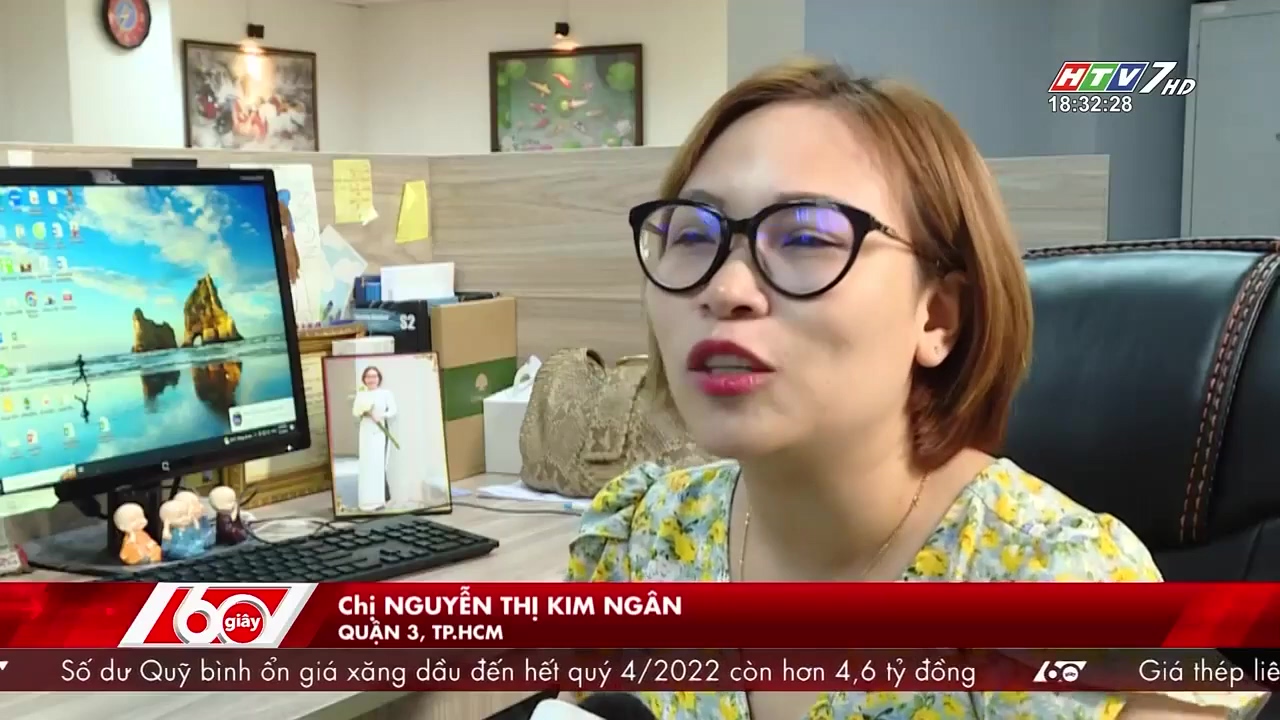 HTV7 HD
18:32:28
S2
60 giây
Chị NGUYỄN THỊ KIM NGÂN
QUẬN 3, TP.HCM
Số dư Quỹ bình ổn giá xăng dầu đến hết quý 4/2022 còn hơn 4,6 tỷ đồng
60 giây
Giá thép liê